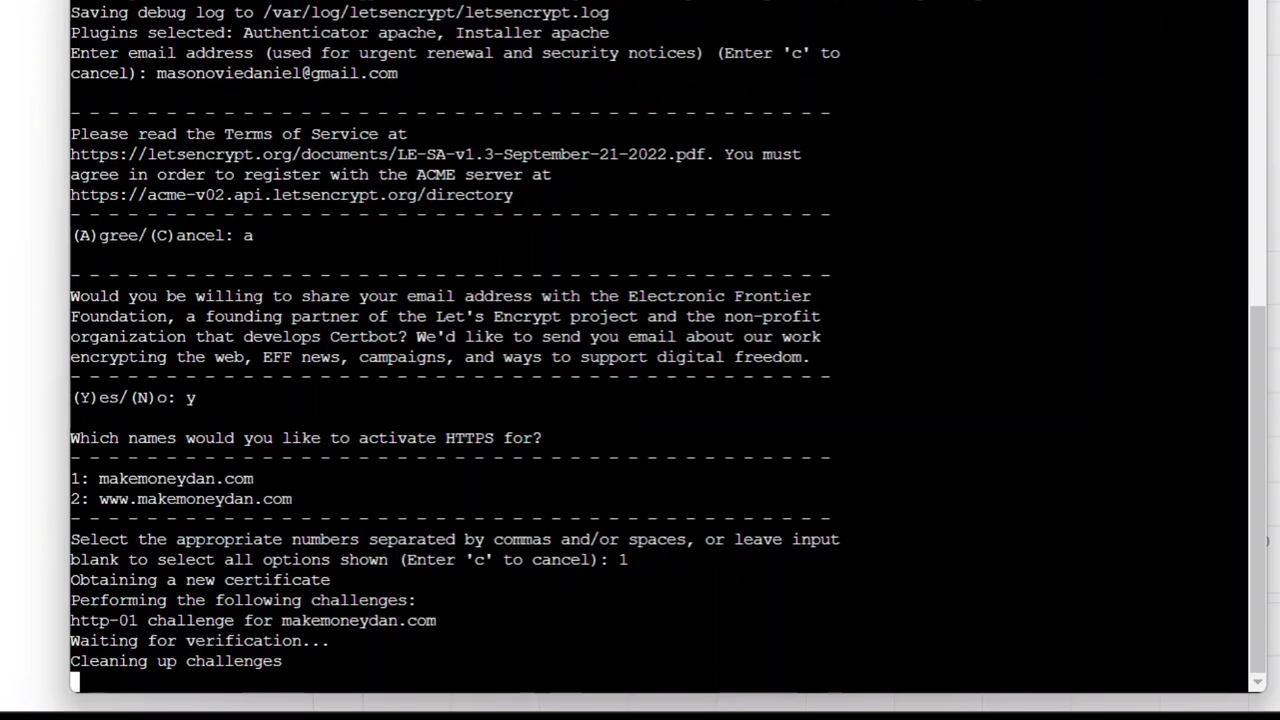 Saving debug log to /var/log/letsencrypt/letsencrypt.log
Plugins selected: Authenticator apache, Installer apache
Enter email address (used for urgent renewal and security notices) (Enter 'c' to
cancel): masonoviedaniel@gmail.com
- - - - - - - - - - - - - - - - - - - - - - - - - - - - - - - - - - - - - - - -
Please read the Terms of Service at
https://letsencrypt.org/documents/LE-SA-v1.3-September-21-2022.pdf. You must
agree in order to register with the ACME server at
https://acme-v02.api.letsencrypt.org/directory
- - - - - - - - - - - - - - - - - - - - - - - - - - - - - - - - - - - - - - - -
(A)gree/(C)ancel: a
- - - - - - - - - - - - - - - - - - - - - - - - - - - - - - - - - - - - - - - -
Would you be willing to share your email address with the Electronic Frontier
Foundation, a founding partner of the Let's Encrypt project and the non-profit
organization that develops Certbot? We'd like to send you email about our work
encrypting the web, EFF news, campaigns, and ways to support digital freedom.
- - - - - - - - - - - - - - - - - - - - - - - - - - - - - - - - - - - - - - - -
(Y)es/(N)o: y
Which names would you like to activate HTTPS for?
- - - - - - - - - - - - - - - - - - - - - - - - - - - - - - - - - - - - - - - -
1: makemoneydan.com
2: www.makemoneydan.com
- - - - - - - - - - - - - - - - - - - - - - - - - - - - - - - - - - - - - - - -
Select the appropriate numbers separated by commas and/or spaces, or leave input
blank to select all options shown (Enter 'c' to cancel): 1
Obtaining a new certificate
Performing the following challenges:
http-01 challenge for makemoneydan.com
Waiting for verification...
Cleaning up challenges